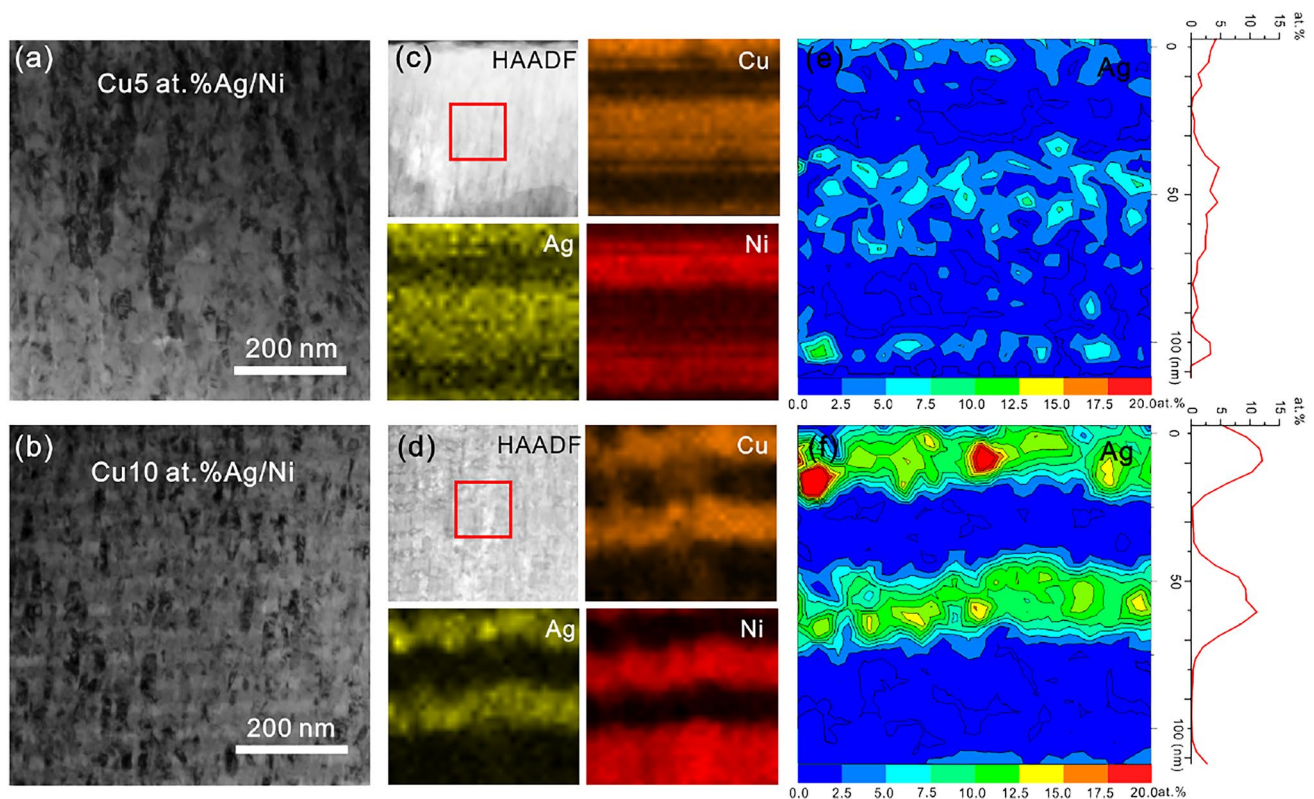 (a)
Cu5 at.%Ag/Ni
200 nm
(b)
Cu10 at.%Ag/Ni
200 nm
(c)
HAADF
Cu
Ag
Ni
(d)
HAADF
Cu
Ag
Ni
(e)
Ag
0.0 2.5 5.0 7.5 10.0 12.5 15.0 17.5 20.0at.%
0 5 10 15
at.%
0
50
100 (nm)
(f)
Ag
0.0 2.5 5.0 7.5 10.0 12.5 15.0 17.5 20.0at.%
0 5 10 15
at.%
0
50
100 (nm)